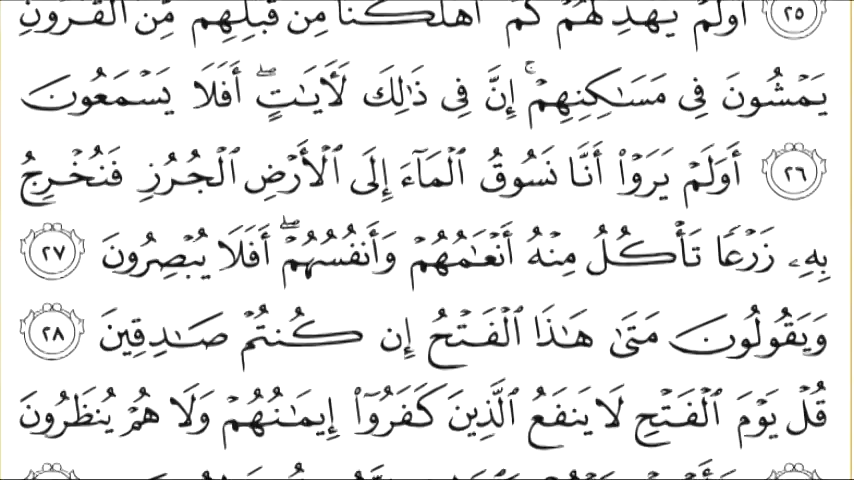 ٢٥ أَوَلَمْ يَهْدِ لَهُمْ كَمْ أَهْلَكْنَا مِن قَبْلِهِم مِّنَ الْقُرُونِ
يَمْشُونَ فِى مَسَـٰكِنِهِمْ ۚ إِنَّ فِى ذَٰلِكَ لَـَٔايَـٰتٍ ۖ أَفَلَا يَسْمَعُونَ
٢٦ أَوَلَمْ يَرَوْا۟ أَنَّا نَسُوقُ ٱلْمَآءَ إِلَى ٱلْأَرْضِ ٱلْجُرُزِ فَنُخْرِجُ
بِهِۦ زَرْعًا تَأْكُلُ مِنْهُ أَنْعَـٰمُهُمْ وَأَنفُسُهُمْ ۖ أَفَلَا يُبْصِرُونَ ٢٧
وَيَقُولُونَ مَتَىٰ هَـٰذَا ٱلْفَتْحُ إِن كُنتُمْ صَـٰدِقِينَ ٢٨
قُلْ يَوْمَ ٱلْفَتْحِ لَا يَنفَعُ ٱلَّذِينَ كَفَرُوٓا۟ إِيمَـٰنُهُمْ وَلَا هُمْ يُنظَرُونَ